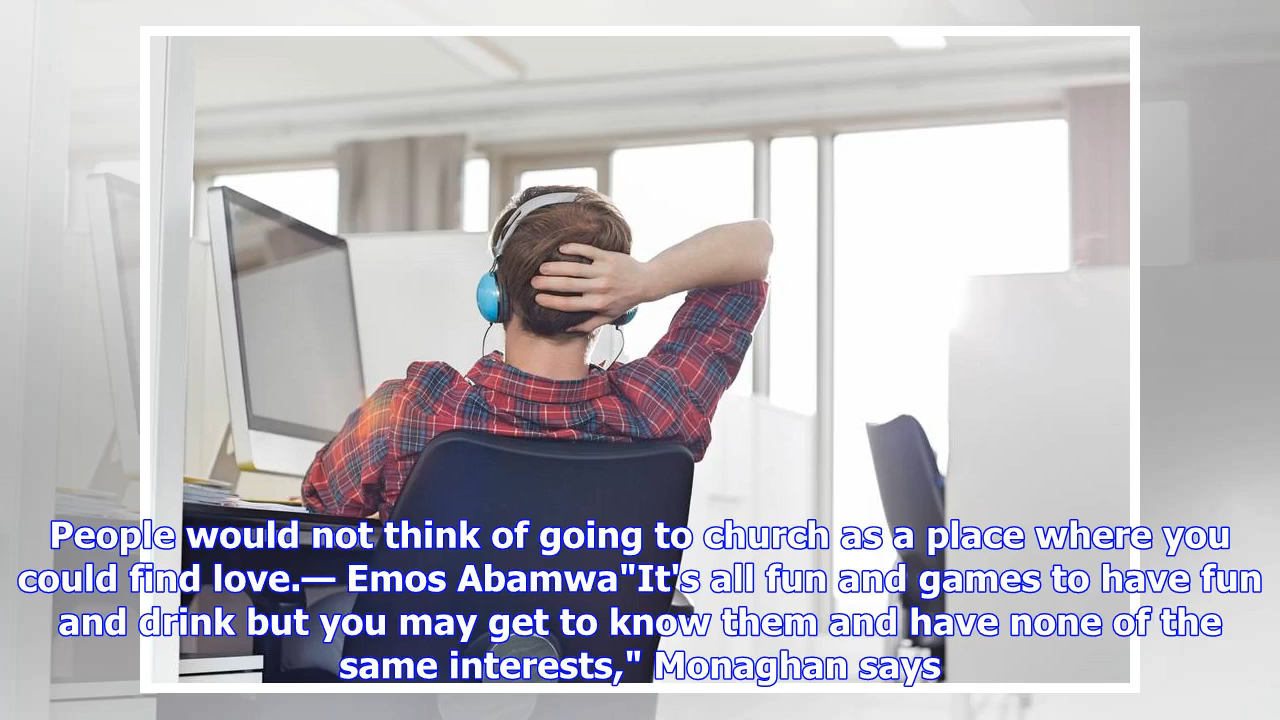 People would not think of going to church as a place where you
could find love.— Emos Abamwa"It's all fun and games to have fun
and drink but you may get to know them and have none of the
same interests," Monaghan says